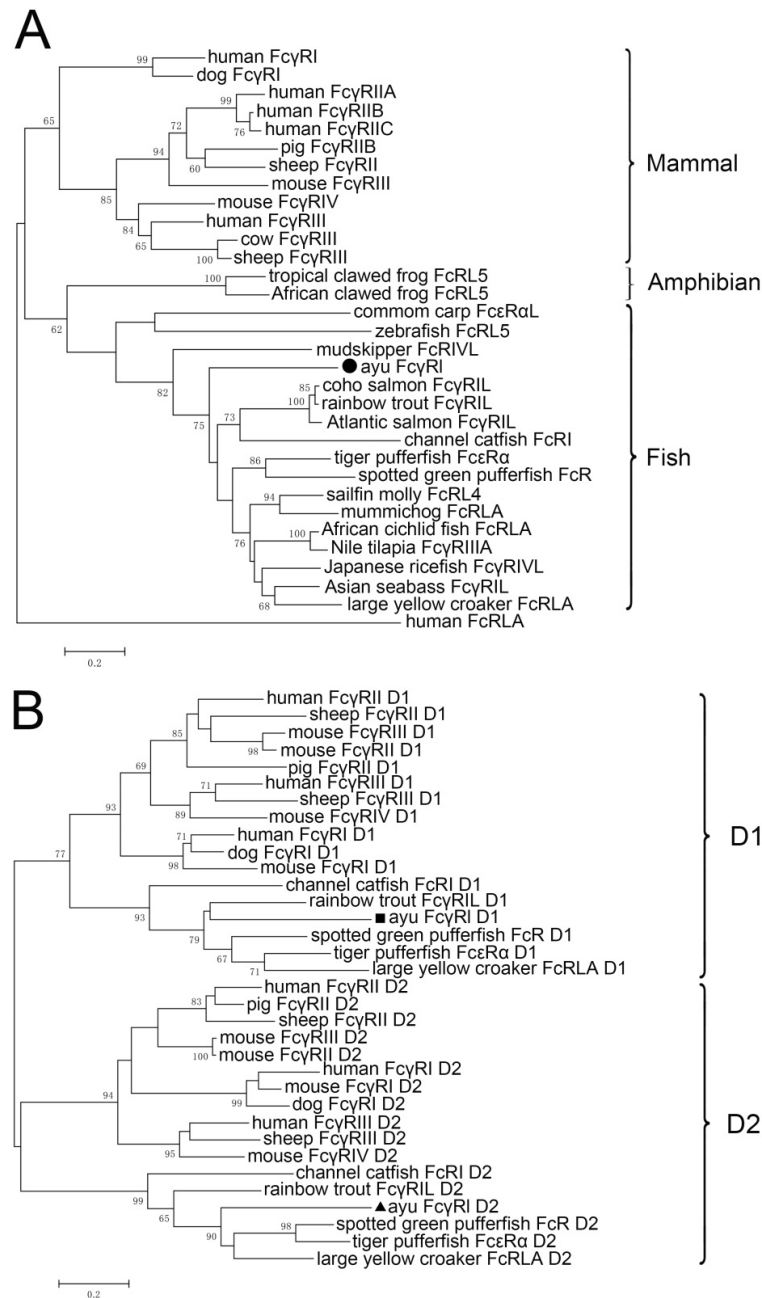 A
99
human FcγRI
dog FcγRI
65
99
human FcγRIIA
human FcγRIIB
76
human FcγRIIC
72
94
pig FcγRIIB
60
sheep FcγRII
mouse FcγRIII
85
mouse FcγRIV
84
human FcγRIII
65
cow FcγRIII
100
sheep FcγRIII
Mammal
100
tropical clawed frog FcRL5
African clawed frog FcRL5
Amphibian
62
commom carp FcεRαL
zebrafish FcRL5
mudskipper FcRIVL
82
ayu FcγRI
75
85
coho salmon FcγRIL
100
rainbow trout FcγRIL
73
Atlantic salmon FcγRIL
channel catfish FcRI
86
tiger pufferfish FcεRα
spotted green pufferfish FcR
94
sailfin molly FcRL4
mummichog FcRLA
76
100
African cichlid fish FcRLA
Nile tilapia FcγRIIIA
Japanese ricefish FcγRIVL
Asian seabass FcγRIL
68
large yellow croaker FcRLA
Fish
human FcRLA
0.2
B
human FcγRII D1
85
sheep FcγRII D1
mouse FcγRIII D1
98
mouse FcγRII D1
69
pig FcγRII D1
71
human FcγRIII D1
sheep FcγRIII D1
93
89
mouse FcγRIV D1
71
human FcγRI D1
dog FcγRI D1
98
mouse FcγRI D1
77
channel catfish FcRI D1
93
rainbow trout FcγRIL D1
ayu FcγRI D1
79
spotted green pufferfish FcR D1
67
tiger pufferfish FcεRα D1
71
large yellow croaker FcRLA D1
D1
human FcγRII D2
83
pig FcγRII D2
sheep FcγRII D2
mouse FcγRIII D2
100
mouse FcγRII D2
94
human FcγRI D2
mouse FcγRI D2
99
dog FcγRI D2
human FcγRIII D2
sheep FcγRIII D2
95
mouse FcγRIV D2
channel catfish FcRI D2
99
rainbow trout FcγRIL D2
65
ayu FcγRI D2
90
98
spotted green pufferfish FcR D2
tiger pufferfish FcεRα D2
large yellow croaker FcRLA D2
D2
0.2